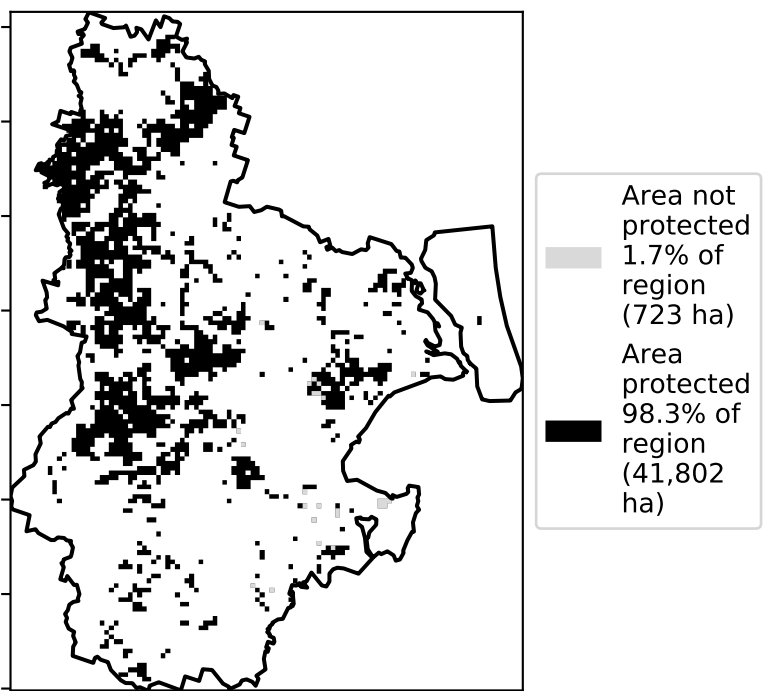 Area not
protected
1.7% of
region
(723 ha)
Area
protected
98.3% of
region
(41,802
ha)